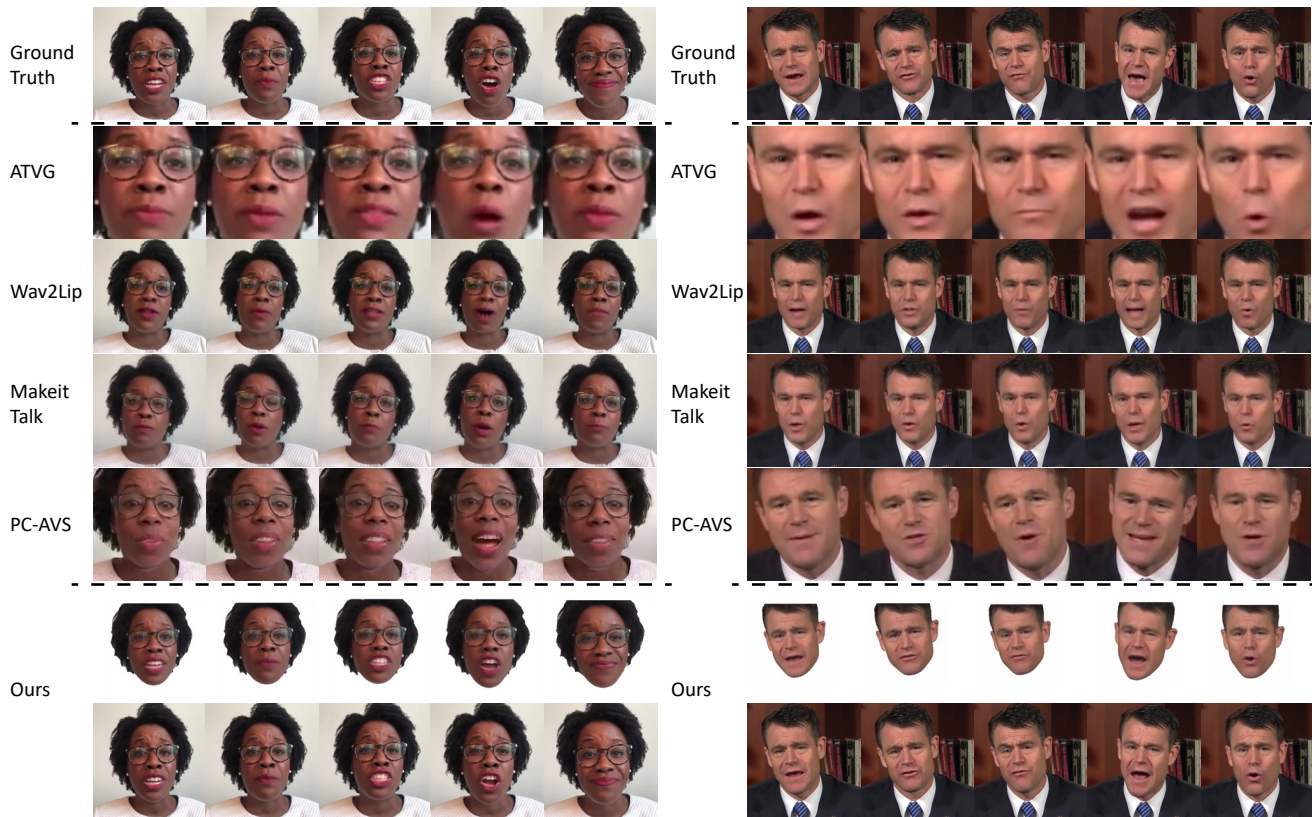 Ground
Truth
ATVG
Wav2Lip
Makeit
Talk
PC-AVS
Ours
Ground
Truth
ATVG
Wav2Lip
Makeit
Talk
PC-AVS
Ours